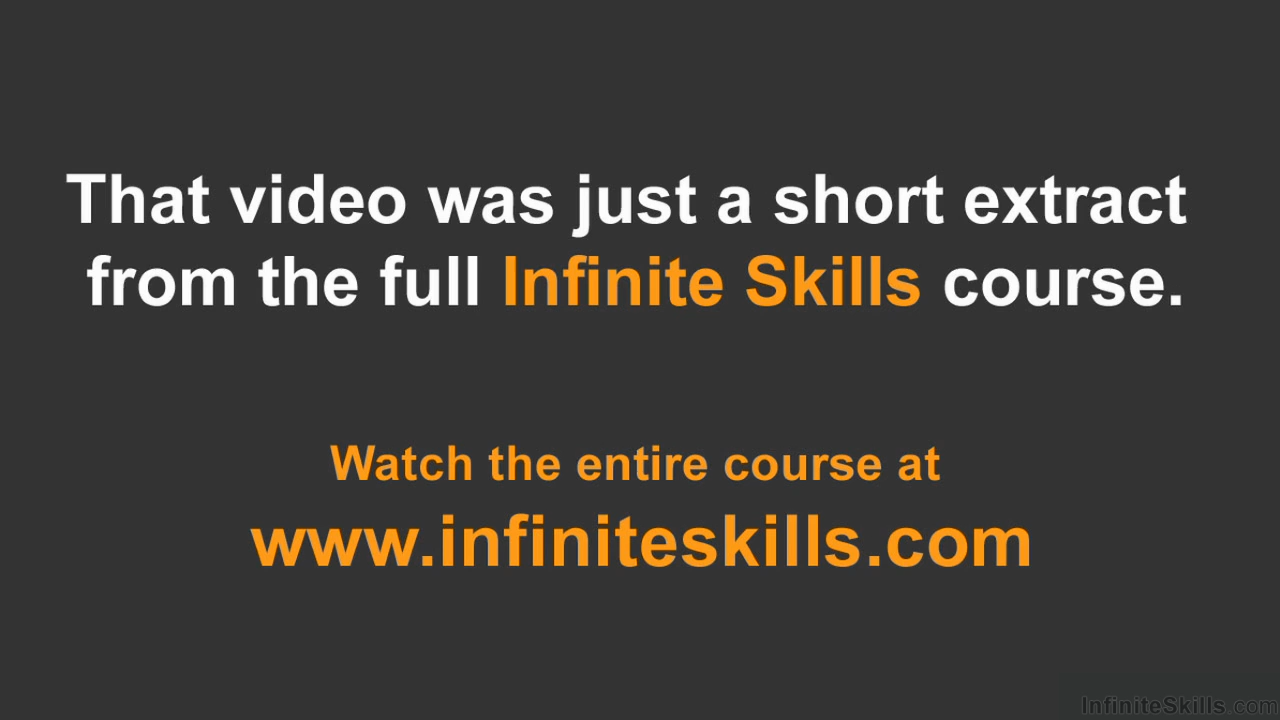 That video was just a short extract
from the full Infinite Skills course.
Watch the entire course at
www.infiniteskills.com
InfiniteSkills.com